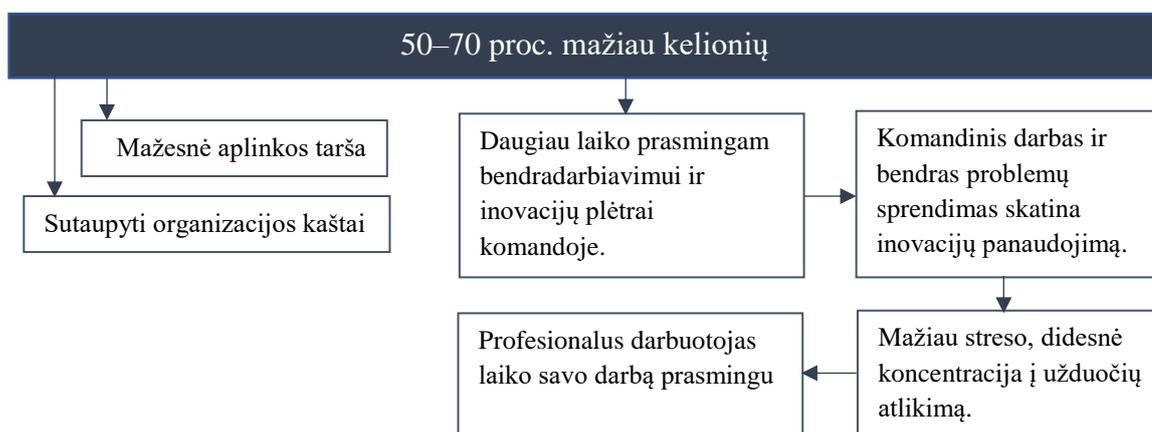 50–70 proc. mažiau kelionių
Mažesnė aplinkos tarša
Sutaupyti organizacijos kaštai
Daugiau laiko prasmingam
bendradarbiavimui ir
inovacijų plėtrai
komandoje.
Komandinis darbas ir
bendras problemų
sprendimas skatina
inovacijų panaudojimą.
Mažiau streso, didesnė
koncentracija į užduočių
atlikimą.
Profesionalus darbuotojas
laiko savo darbą prasmingu